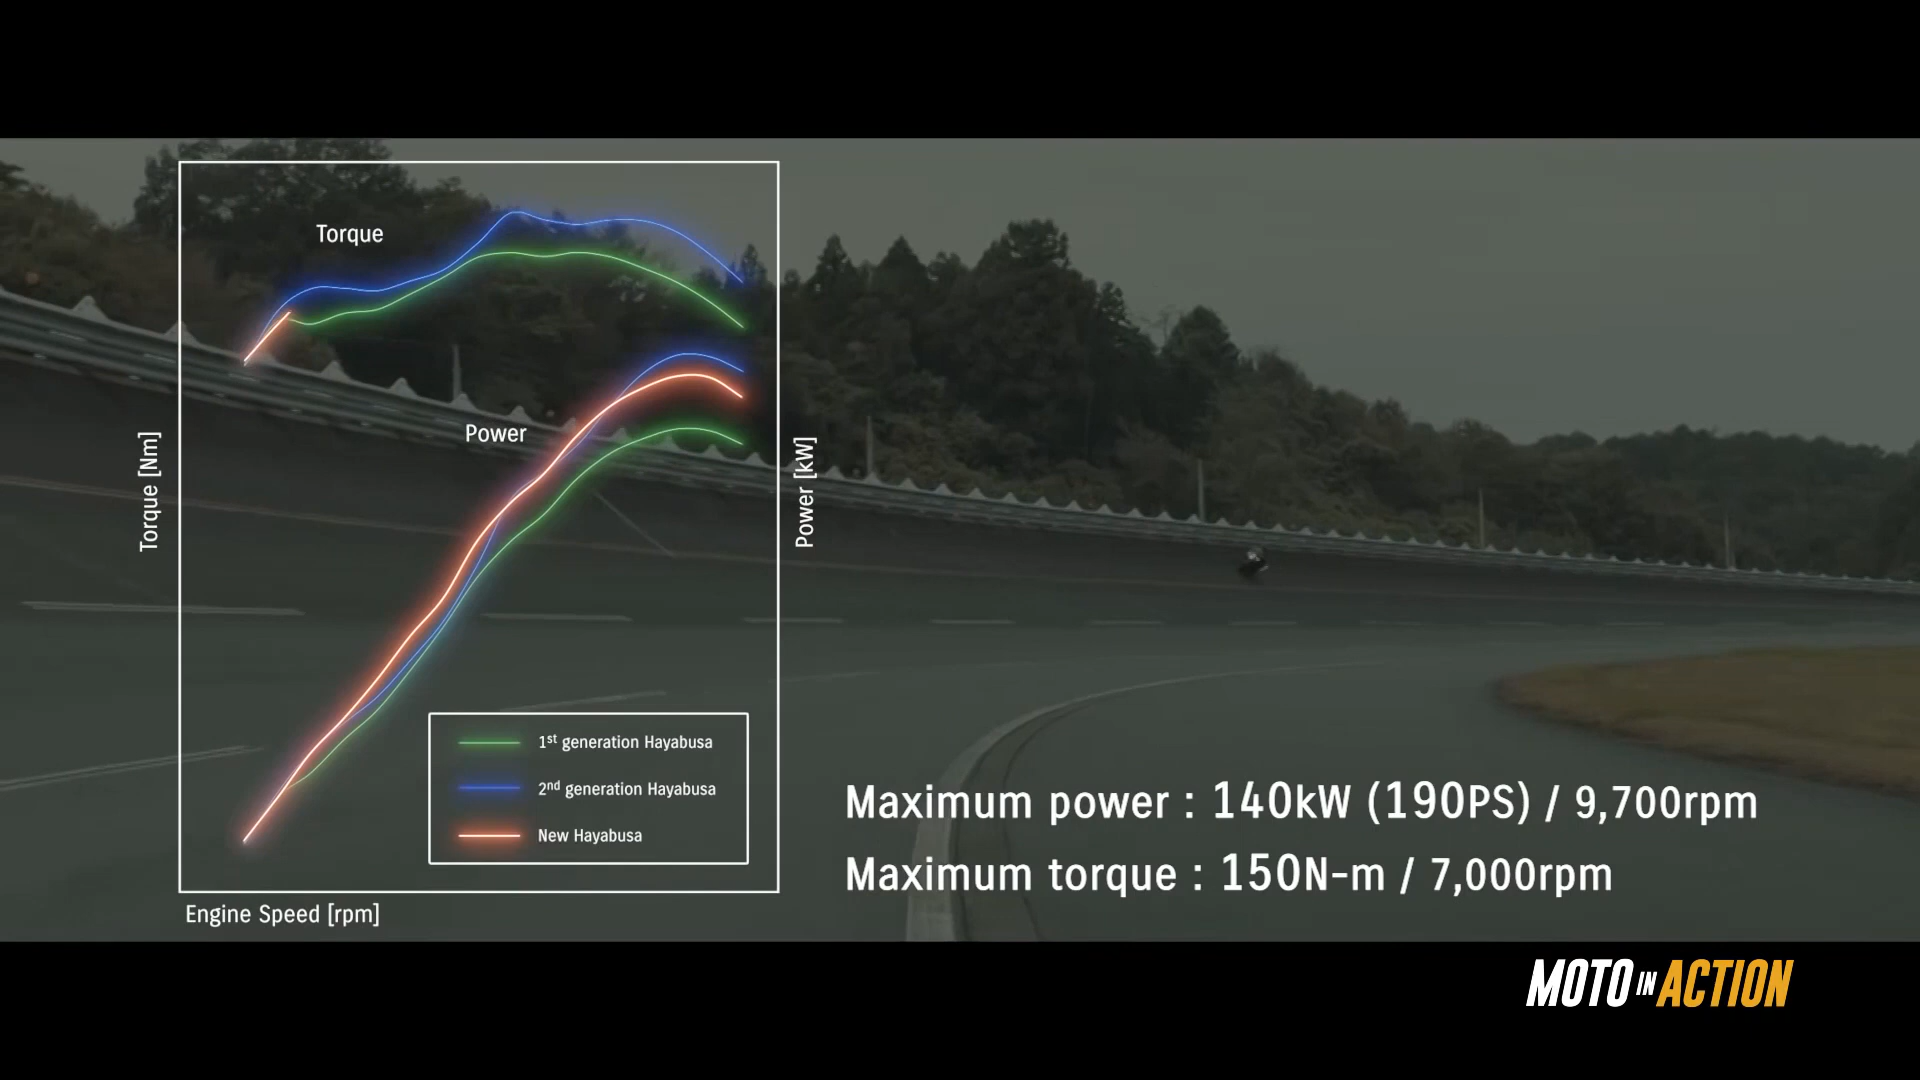 Torque
Power
Torque [Nm]
Power [kW]
1st generation Hayabusa
2nd generation Hayabusa
New Hayabusa
Engine Speed [rpm]
Maximum power : 140kW (190PS) / 9,700rpm
Maximum torque : 150N-m / 7,000rpm
MOTO IN ACTION